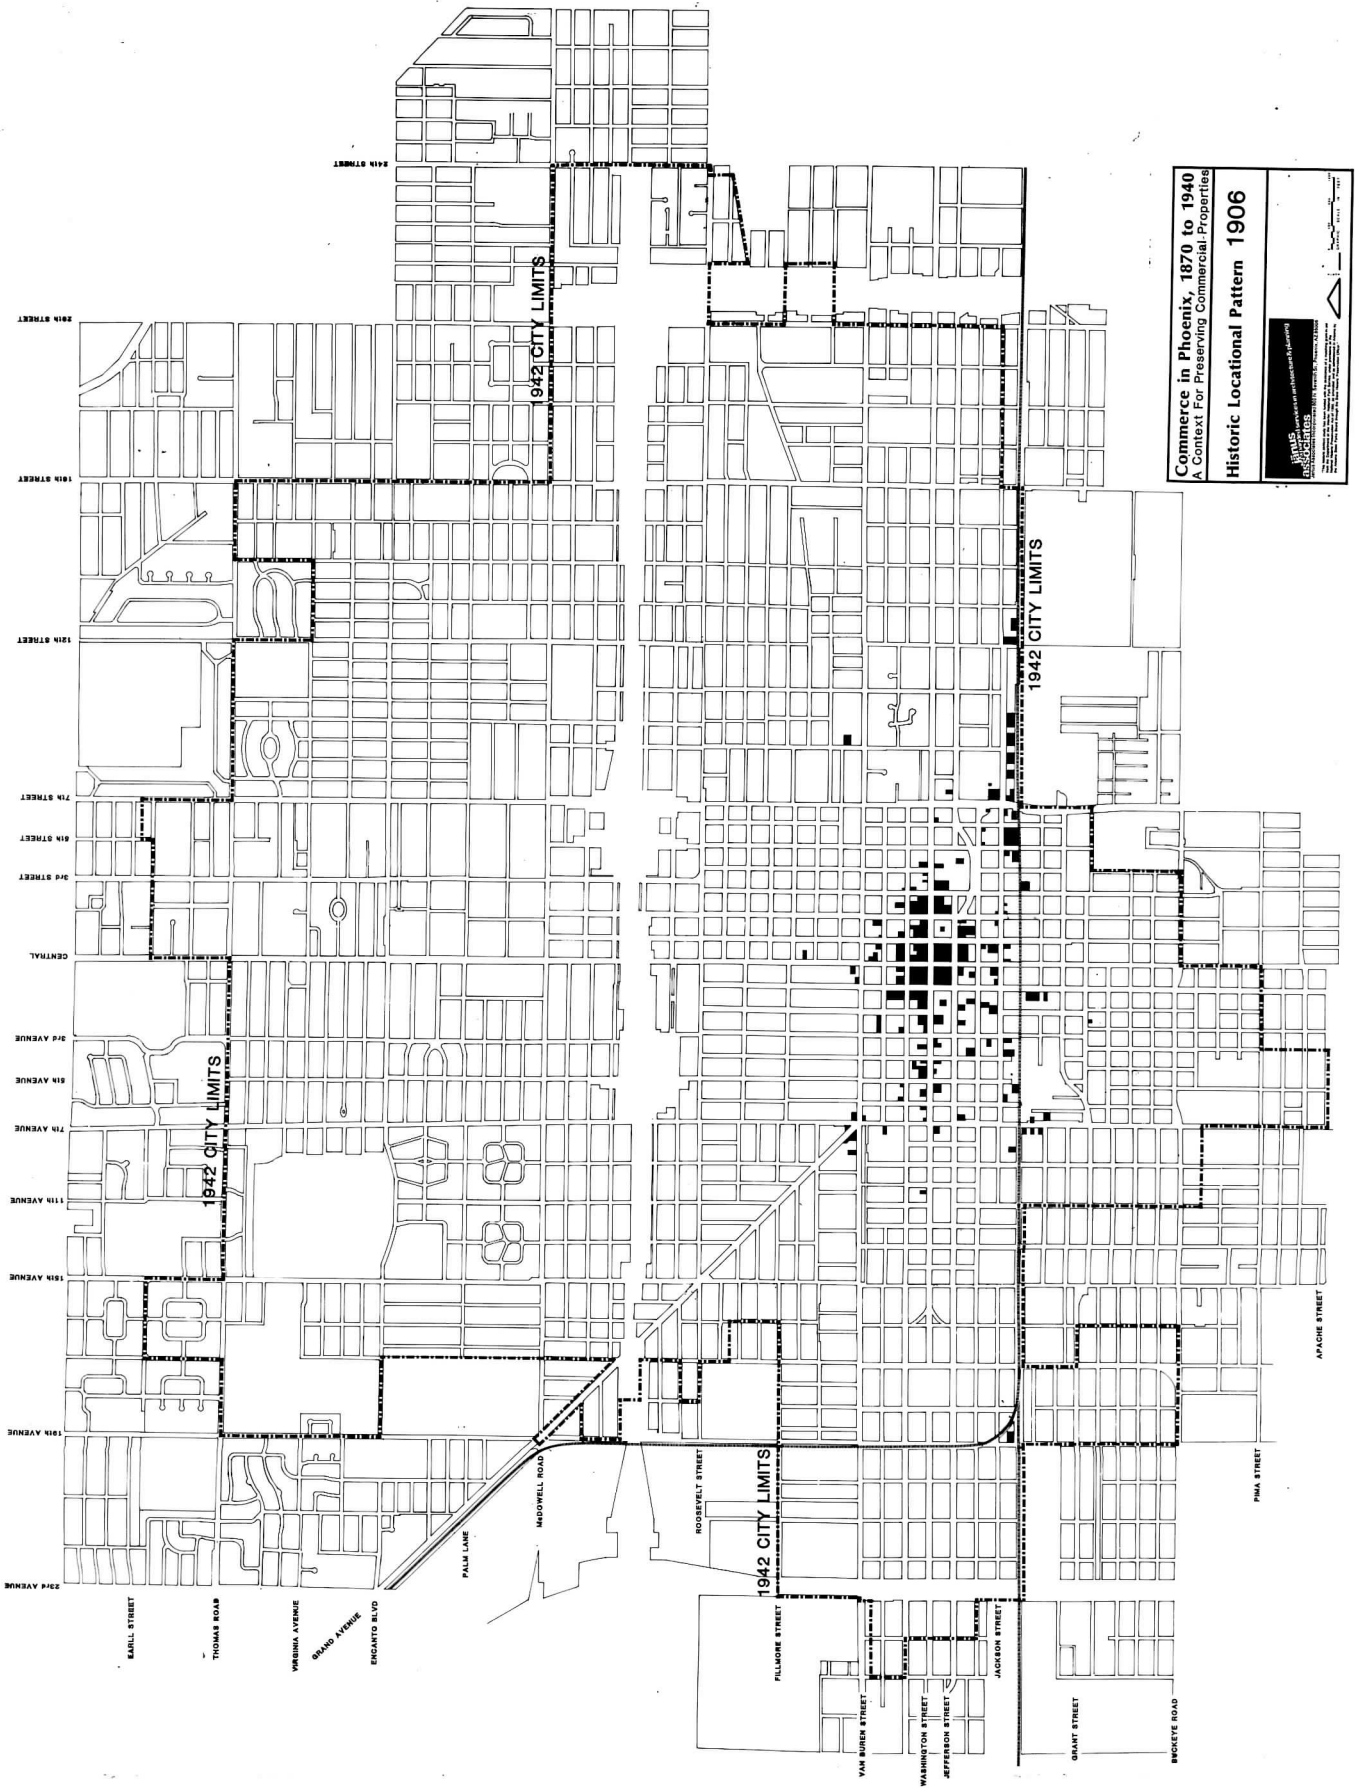 24th STREET
20th STREET
16th STREET
12th STREET
7th STREET
5th STREET
3rd STREET
CENTRAL
3rd AVENUE
5th AVENUE
7th AVENUE
11th AVENUE
15th AVENUE
19th AVENUE
23rd AVENUE
1942 CITY LIMITS
1942 CITY LIMITS
1942 CITY LIMITS
1942 CITY LIMITS
EARLL STREET
THOMAS ROAD
VIRGINIA AVENUE
GRAND AVENUE
ENCANTO BLVD
PALM LANE
McDOWELL ROAD
ROOSEVELT STREET
FILLMORE STREET
VAN BUREN STREET
WASHINGTON STREET
JEFFERSON STREET
JACKSON STREET
GRANT STREET
BUCKEYE ROAD
PIMA STREET
APACHE STREET
Commerce in Phoenix, 1870 to 1940
A Context For Preserving Commercial Properties
Historic Locational Pattern 1906
janus
associates